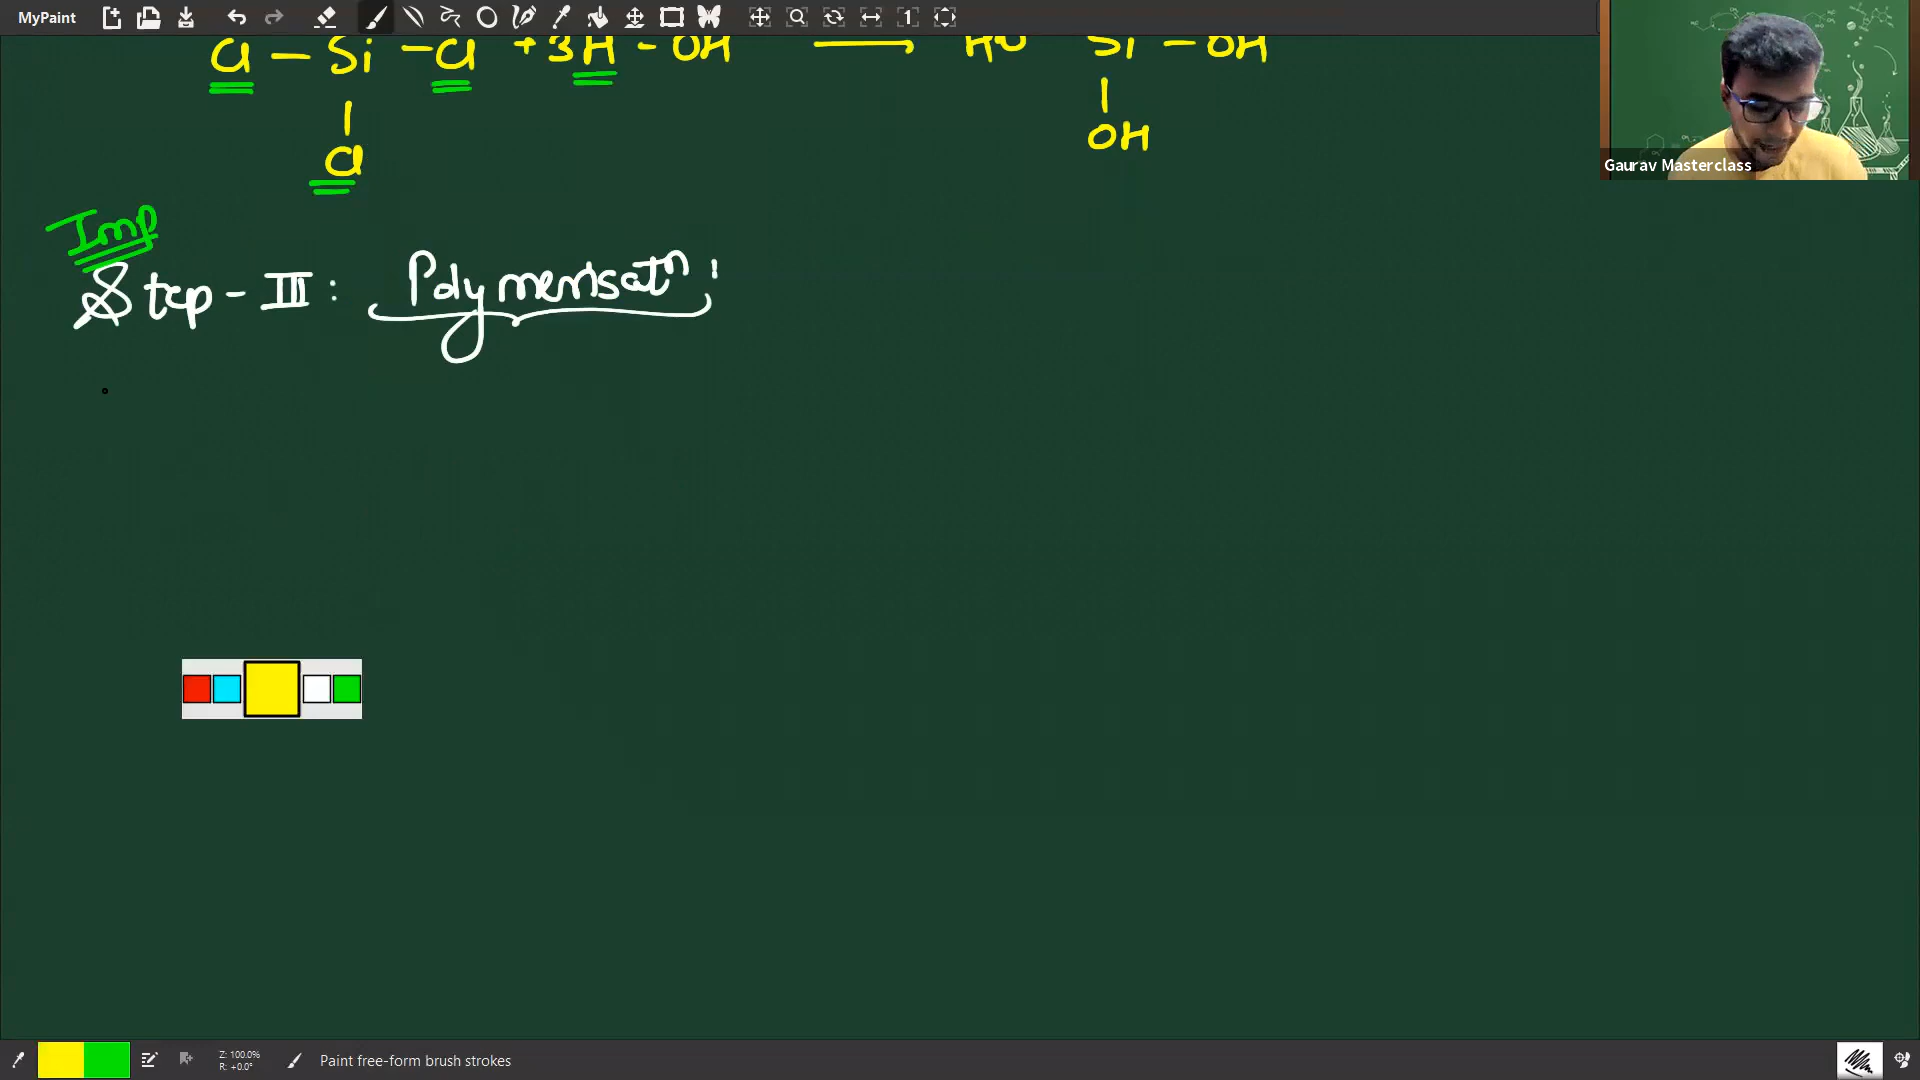 MyPaint
Cl — Si — Cl + 3 H - OH ⟶ HO Si — OH
|
Cl
|
OH
Gaurav Masterclass
Imp
Step - III : Polymerisatⁿ :
Z: 100.0%
R: +0.0°
Paint free-form brush strokes